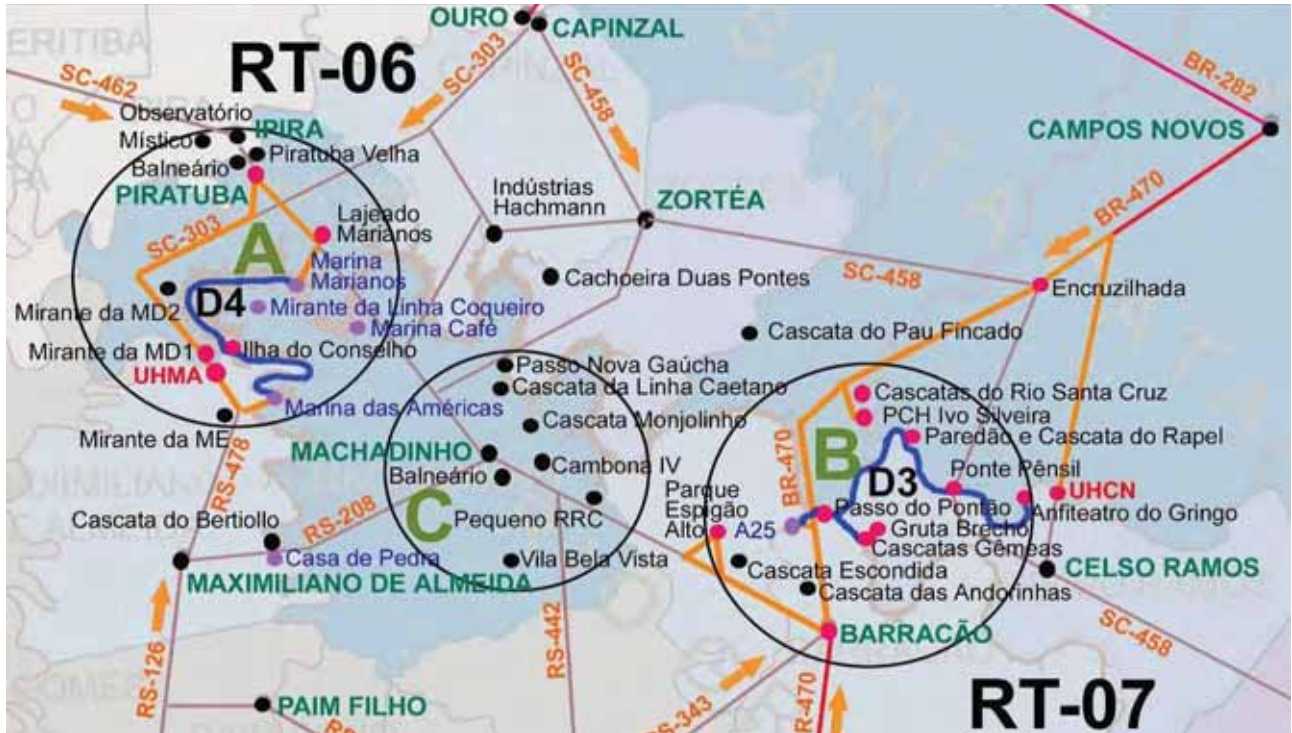 OURO
CAPINZAL
RT-06
SC-303
SC-462
SC-458
BR-282
Observatório
IPIRA
Místico
Piratuba Velha
Balneário
CAMPOS NOVOS
PIRATUBA
Indústrias
Hachmann
ZORTÉA
Lajeado
Marianos
SC-303
A
BR-470
Marina
Marianos
SC-458
Cachoeira Duas Pontes
Encruzilhada
D4
Mirante da Linha Coqueiro
Mirante da MD2
Marina Café
Cascata do Pau Fincado
Mirante da MD1
Ilha do Conselho
UHMA
Passo Nova Gaúcha
Cascata da Linha Caetano
Cascatas do Rio Santa Cruz
Marina das Américas
PCH Ivo Silveira
Cascata Monjolinho
Paredão e Cascata do Rapel
Mirante da ME
BR-470
B
MACHADINHO
Cambona IV
Ponte Pênsil
Balneário
RS-478
D3
UHCN
Parque
Espigão
Alto
A25
Passo do Pontão
Anfiteatro do Gringo
Cascata do Bertiollo
RS-208
C
Pequeno RRC
Gruta Brecho
Cascatas Gêmeas
Casa de Pedra
Vila Bela Vista
Cascata Escondida
CELSO RAMOS
MAXIMILIANO DE ALMEIDA
Cascata das Andorinhas
RS-442
BARRACÃO
SC-458
RS-126
PAIM FILHO
RS-343
BR-470
RT-07